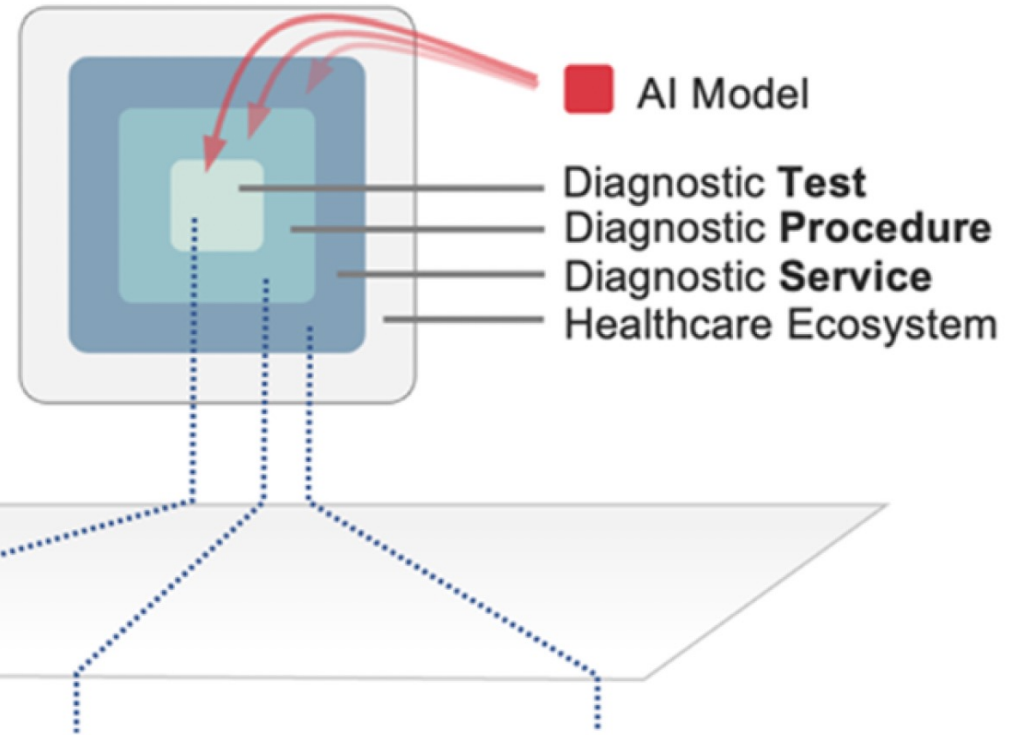 AI Model
Diagnostic Test
Diagnostic Procedure
Diagnostic Service
Healthcare Ecosystem